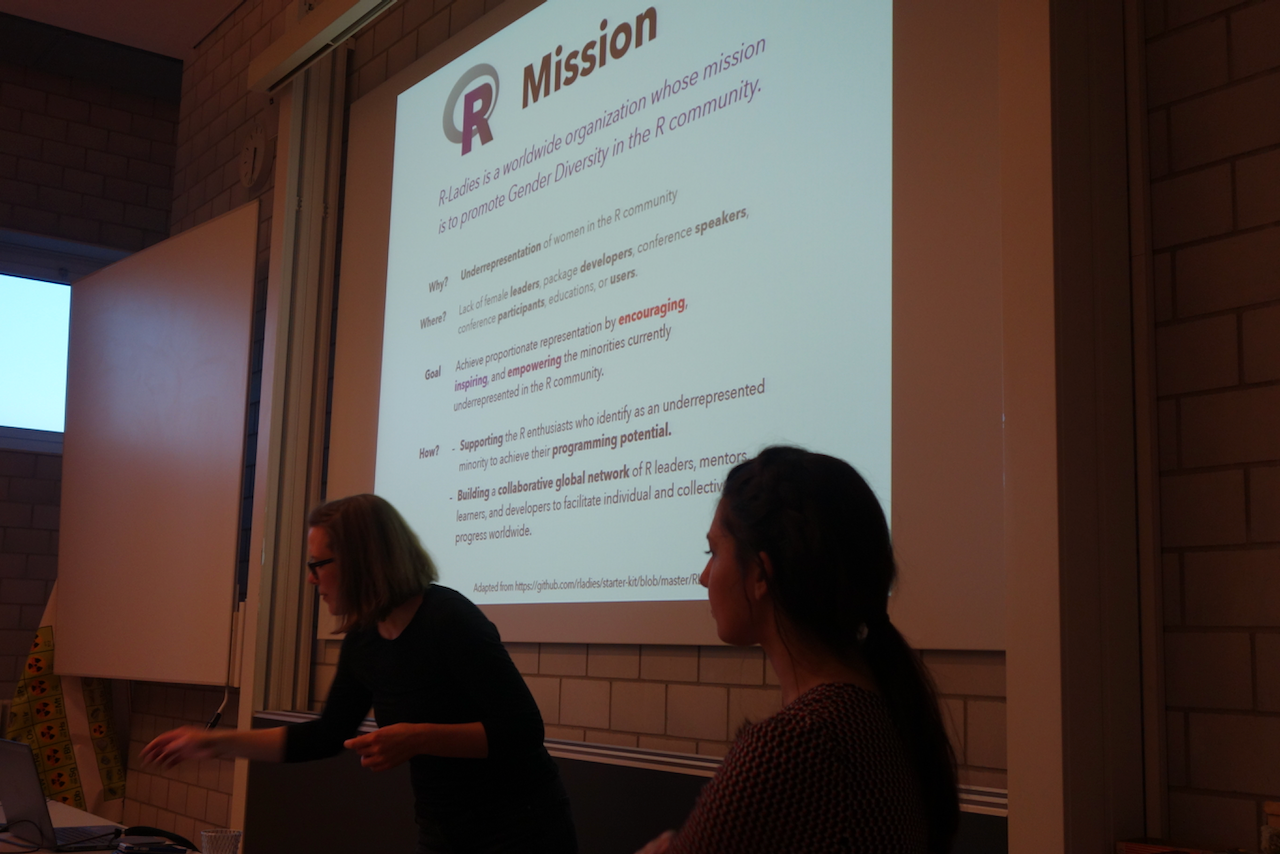 R Mission
R-Ladies is a worldwide organization whose mission
is to promote Gender Diversity in the R community.
Why? Underrepresentation of women in the R community
Where? Lack of female leaders, package developers, conference speakers,
conference participants, educations, or users.
Goal Achieve proportionate representation by encouraging,
inspiring, and empowering the minorities currently
underrepresented in the R community.
How? - Supporting the R enthusiasts who identify as an underrepresented
minority to achieve their programming potential.
- Building a collaborative global network of R leaders, mentors,
learners, and developers to facilitate individual and
progress worldwide.
Adapted from https://github.com/rladies/starter-kit/blob/master/